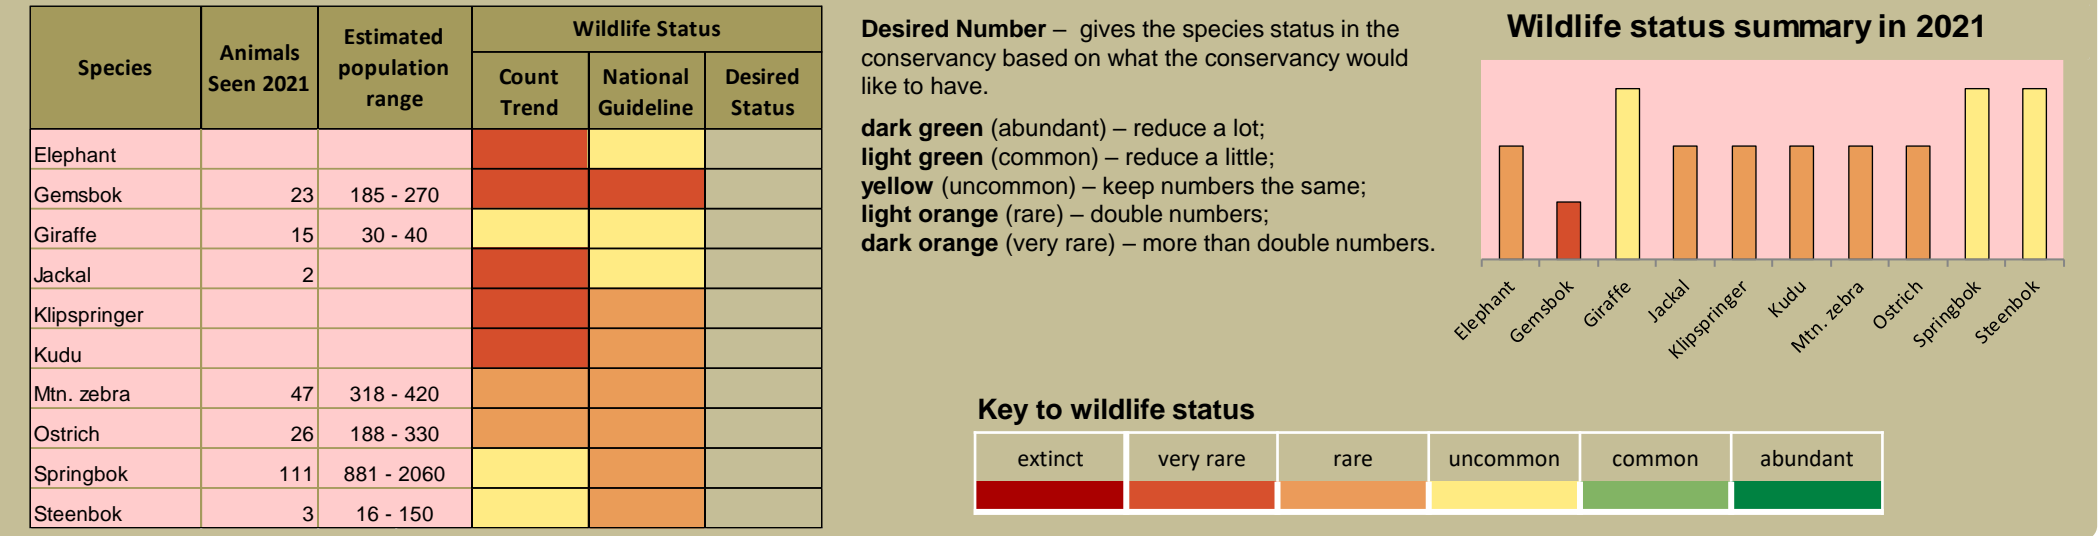 Species
Animals
Seen 2021
Estimated
population
range
Wildlife Status
Count
Trend
National
Guideline
Desired
Status
Elephant
Gemsbok 23 185 - 270
Giraffe 15 30 - 40
Jackal 2
Klipspringer
Kudu
Mtn. zebra 47 318 - 420
Ostrich 26 188 - 330
Springbok 111 881 - 2060
Steenbok 3 16 - 150
Desired Number – gives the species status in the
conservancy based on what the conservancy would
like to have.
dark green (abundant) – reduce a lot;
light green (common) – reduce a little;
yellow (uncommon) – keep numbers the same;
light orange (rare) – double numbers;
dark orange (very rare) – more than double numbers.
Wildlife status summary in 2021
Elephant
Gemsbok
Giraffe
Jackal
Klipspringer
Kudu
Mtn. zebra
Ostrich
Springbok
Steenbok
Key to wildlife status
extinct very rare rare uncommon common abundant